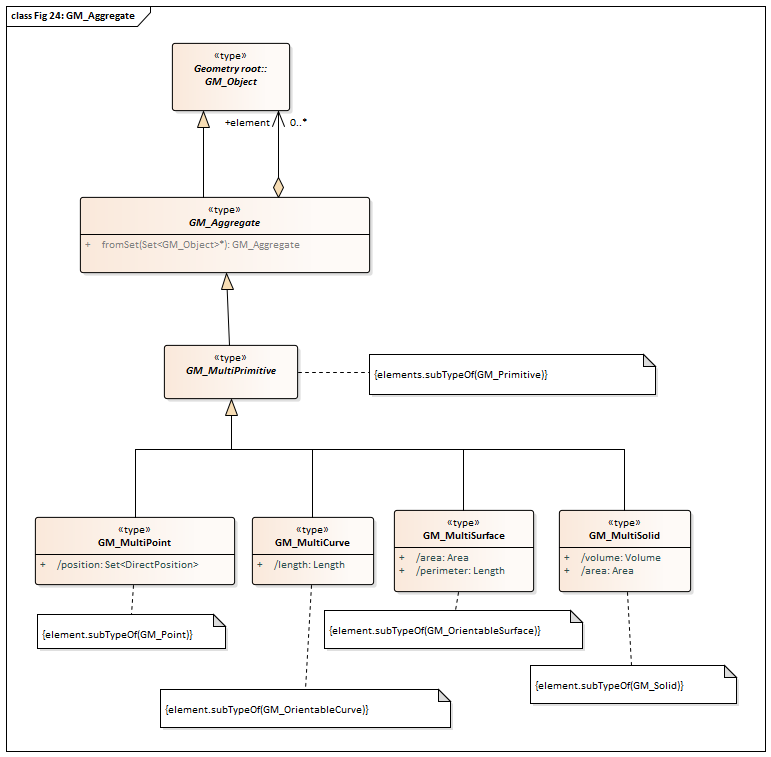 class Fig 24: GM_Aggregate
«type»
Geometry root::
GM_Object
+element
0..*
«type»
GM_Aggregate
+ fromSet(Set<GM_Object>*): GM_Aggregate
«type»
GM_MultiPrimitive
{elements.subTypeOf(GM_Primitive)}
«type»
GM_MultiPoint
+ /position: Set<DirectPosition>
«type»
GM_MultiCurve
+ /length: Length
«type»
GM_MultiSurface
+ /area: Area
+ /perimeter: Length
«type»
GM_MultiSolid
+ /volume: Volume
+ /area: Area
{element.subTypeOf(GM_Point)}
{element.subTypeOf(GM_OrientableSurface)}
{element.subTypeOf(GM_Solid)}
{element.subTypeOf(GM_OrientableCurve)}